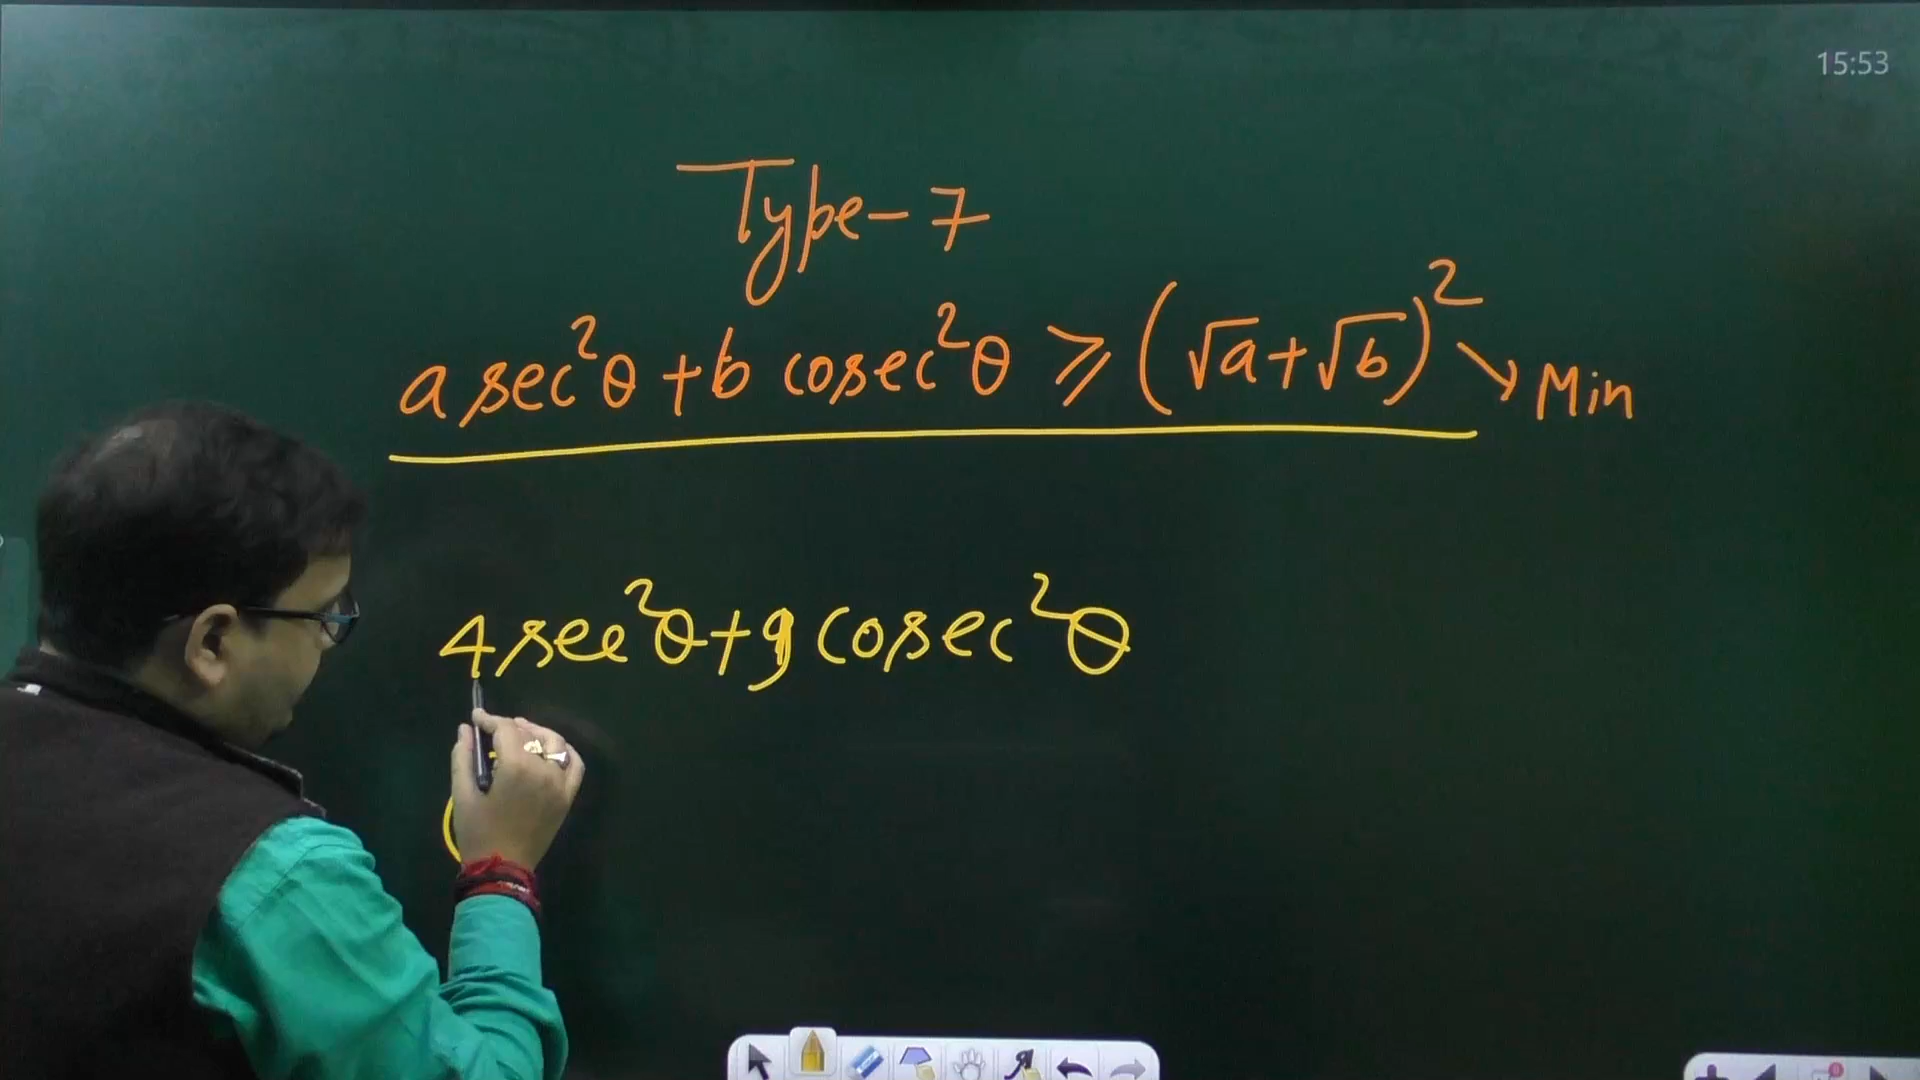 15:53
Type-7
a sec²θ + b cosec²θ ⩾ (√a+√b)² ↘ Min
4 sec²θ + 9 cosec²θ
(